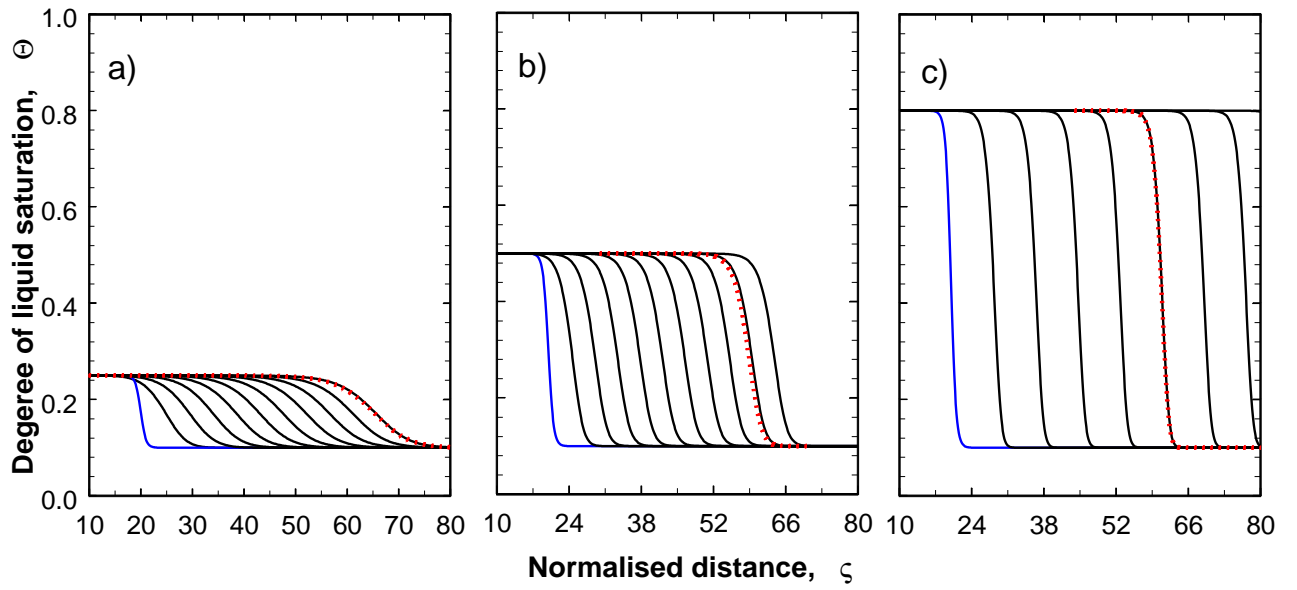 Degeree of liquid saturation, Θ
1.0
0.8
0.6
0.4
0.2
0.0
a)
b)
c)
10 20 30 40 50 60 70 80
10 24 38 52 66 80
10 24 38 52 66 80
Normalised distance, ς